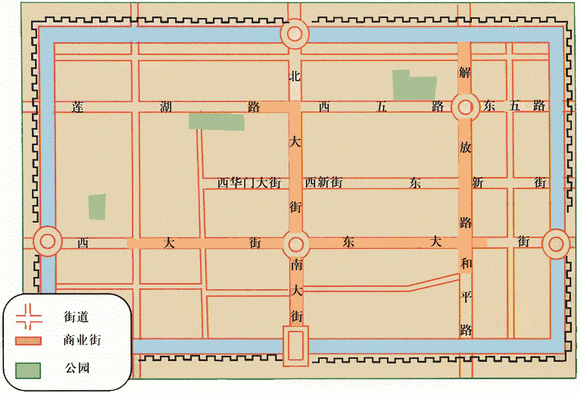 莲湖路
西五路
东五路
北大街
解放路
西华门大街
西新街
东新街
西大街
东大街
南大街
和平路
街道
商业街
公园